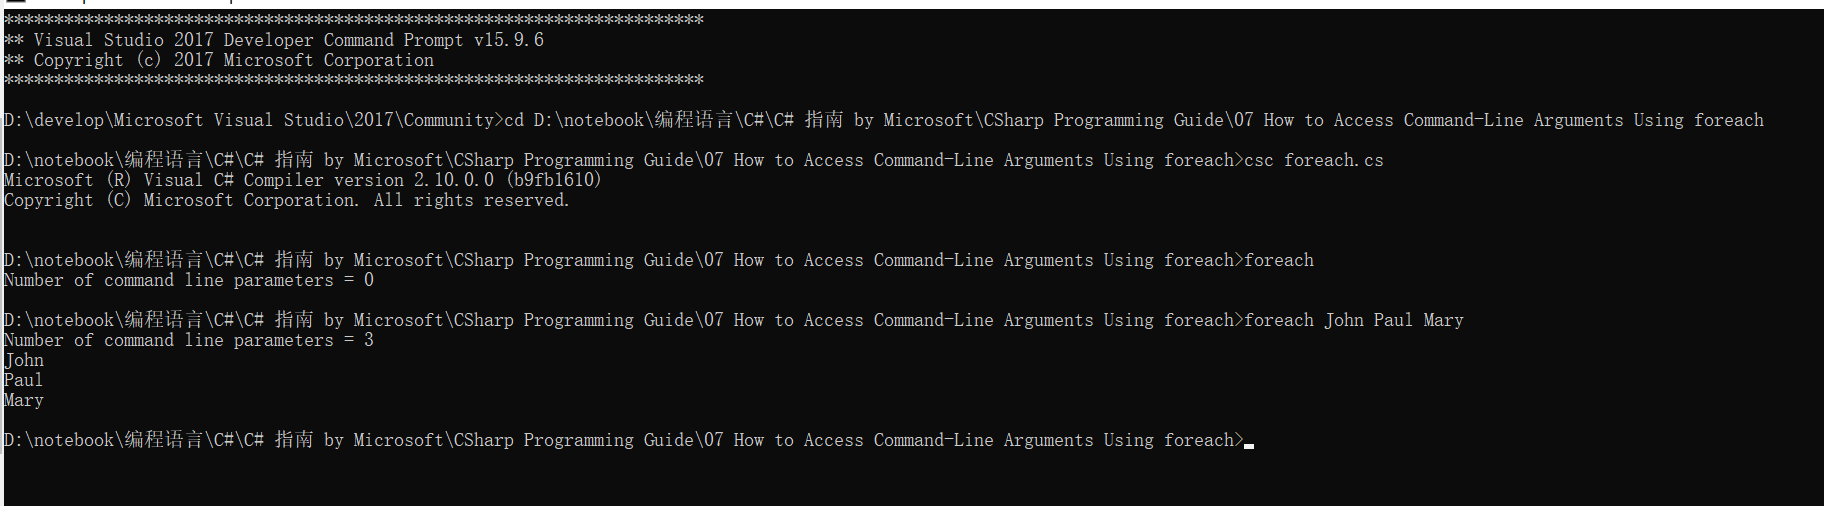 **********************************************************************
** Visual Studio 2017 Developer Command Prompt v15.9.6
** Copyright (c) 2017 Microsoft Corporation
**********************************************************************
D:\develop\Microsoft Visual Studio\2017\Community>cd D:\notebook\编程语言\C#\C# 指南 by Microsoft\CSharp Programming Guide\07 How to Access Command-Line Arguments Using foreach
D:\notebook\编程语言\C#\C# 指南 by Microsoft\CSharp Programming Guide\07 How to Access Command-Line Arguments Using foreach>csc foreach.cs
Microsoft (R) Visual C# Compiler version 2.10.0.0 (b9fb1610)
Copyright (C) Microsoft Corporation. All rights reserved.
D:\notebook\编程语言\C#\C# 指南 by Microsoft\CSharp Programming Guide\07 How to Access Command-Line Arguments Using foreach>foreach
Number of command line parameters = 0
D:\notebook\编程语言\C#\C# 指南 by Microsoft\CSharp Programming Guide\07 How to Access Command-Line Arguments Using foreach>foreach John Paul Mary
Number of command line parameters = 3
John
Paul
Mary
D:\notebook\编程语言\C#\C# 指南 by Microsoft\CSharp Programming Guide\07 How to Access Command-Line Arguments Using foreach>